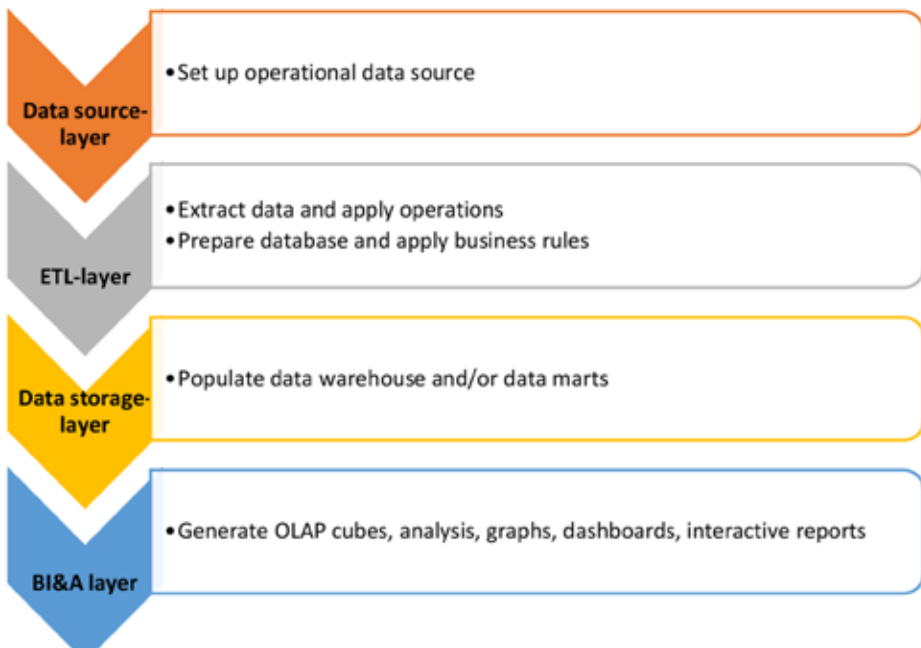 • Set up operational data source
Data source-
layer
• Extract data and apply operations
• Prepare database and apply business rules
ETL-layer
• Populate data warehouse and/or data marts
Data storage-
layer
• Generate OLAP cubes, analysis, graphs, dashboards, interactive reports
BI&A layer